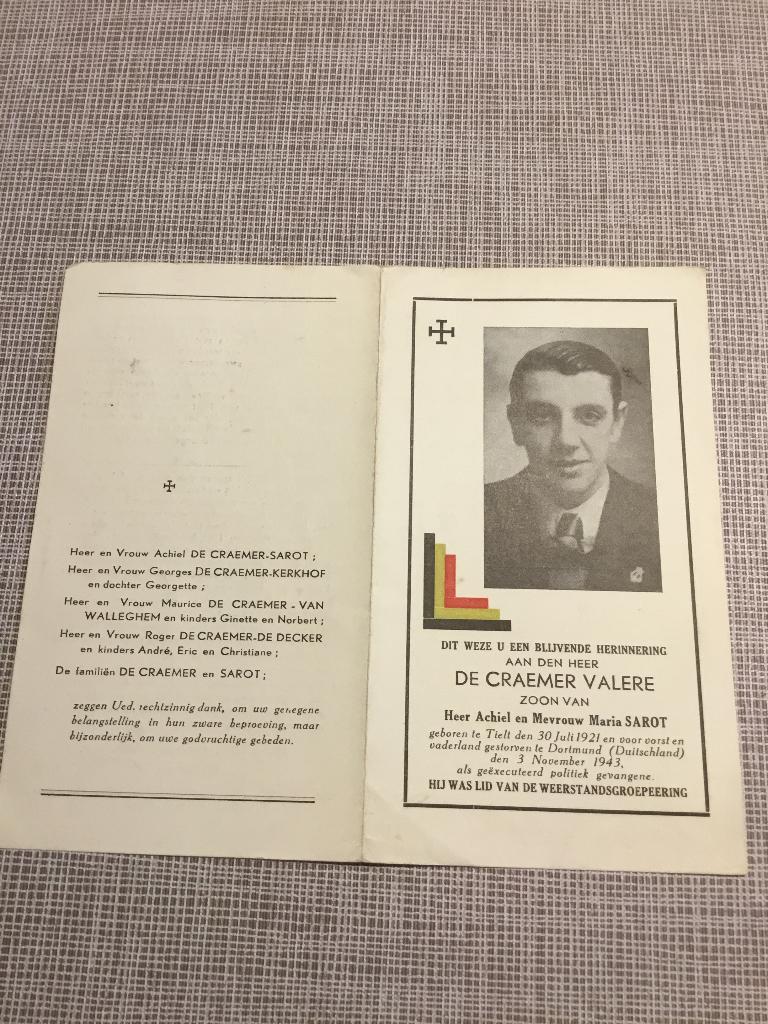 Heer en Vrouw Achiel DE CRAEMER-SAROT ;
Heer en Vrouw Georges DE CRAEMER-KERKHOF
en dochter Georgette ;
Heer en Vrouw Maurice DE CRAEMER - VAN
WALLEGHEM en kinders Ginette en Norbert ;
Heer en Vrouw Roger DE CRAEMER-DE DECKER
en kinders André, Eric en Christiane ;
De familiën DE CRAEMER en SAROT ;
zeggen Ued. rechtzinnig dank, om uw genegene
belangstelling in hun zware beproeving, maar
bijzonderlijk, om uwe godvruchtige gebeden.
DIT WEZE U EEN BLIJVENDE HERINNERING
AAN DEN HEER
DE CRAEMER VALERE
ZOON VAN
Heer Achiel en Mevrouw Maria SAROT
geboren te Tielt den 30 Juli 1921 en voor vorst en
vaderland gestorven te Dortmund (Duitschland)
den 3 November 1943,
als geëxecuteerd politiek gevangene.
HIJ WAS LID VAN DE WEERSTANDSGROEPEERING